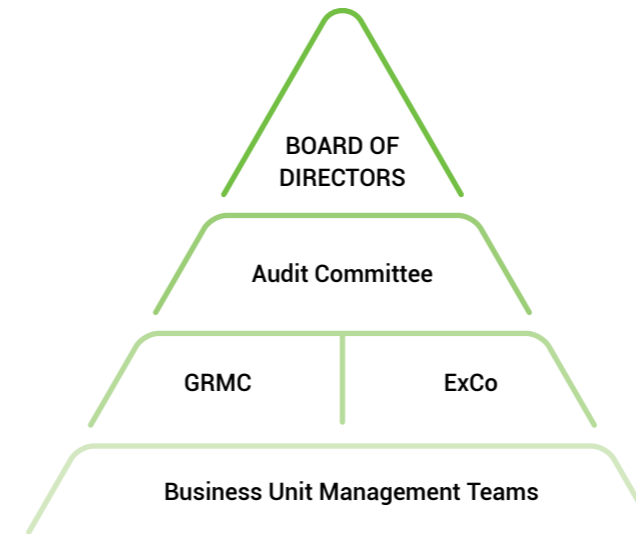 BOARD OF
DIRECTORS
Audit Committee
GRMC
ExCo
Business Unit Management Teams